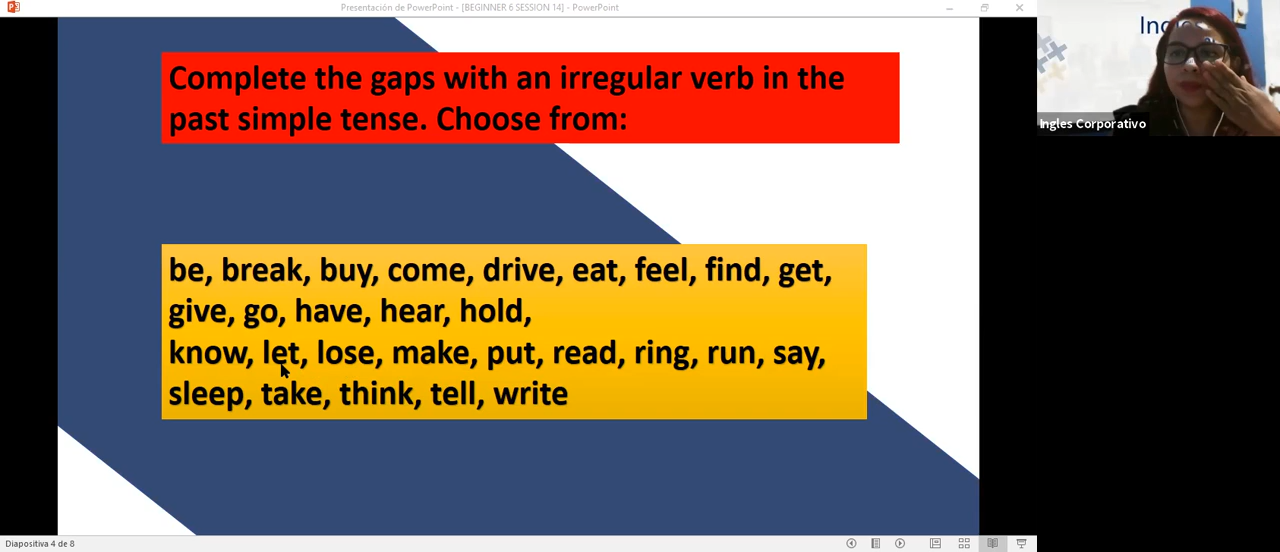 Presentación de PowerPoint - [BEGINNER 6 SESSION 14] - PowerPoint
Complete the gaps with an irregular verb in the
past simple tense. Choose from:
be, break, buy, come, drive, eat, feel, find, get,
give, go, have, hear, hold,
know, let, lose, make, put, read, ring, run, say,
sleep, take, think, tell, write
Ingles Corporativo
Diapositiva 4 de 8